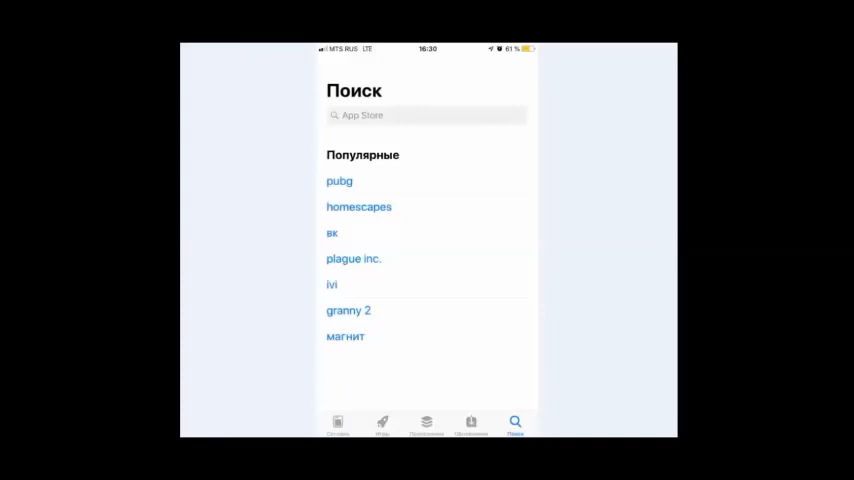 MTS RUS LTE 16:30 61 %
Поиск
App Store
Популярные
pubg
homescapes
вк
plague inc.
ivi
granny 2
магнит
Игры
Поиск